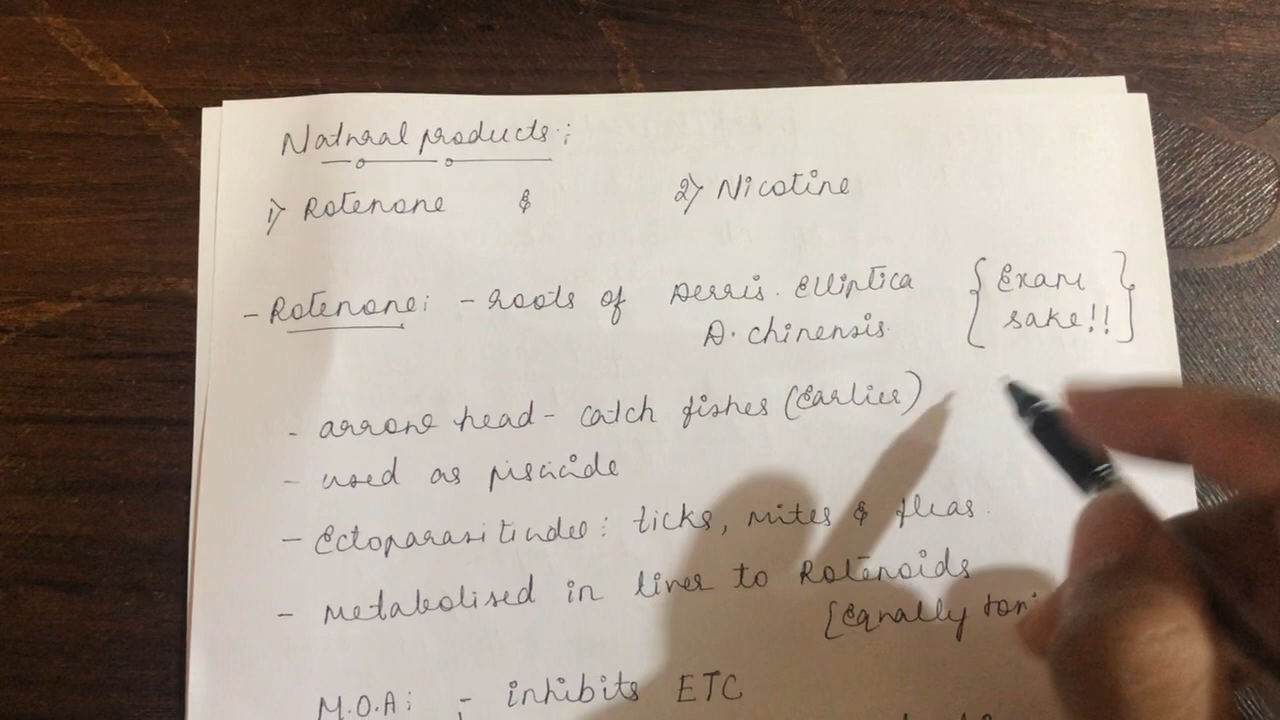 Natural products:
1) Rotenone & 2) Nicotine
- Rotenone: - roots of Derris. elliptica { Exam
D. chinensis. sake!! }
- arrow head - catch fishes (Earlier)
- used as piscicide
- Ectoparasiticides: ticks, mites & fleas.
- Metabolised in liver to Rotenoids
[Equally
M.O.A: - inhibits ETC